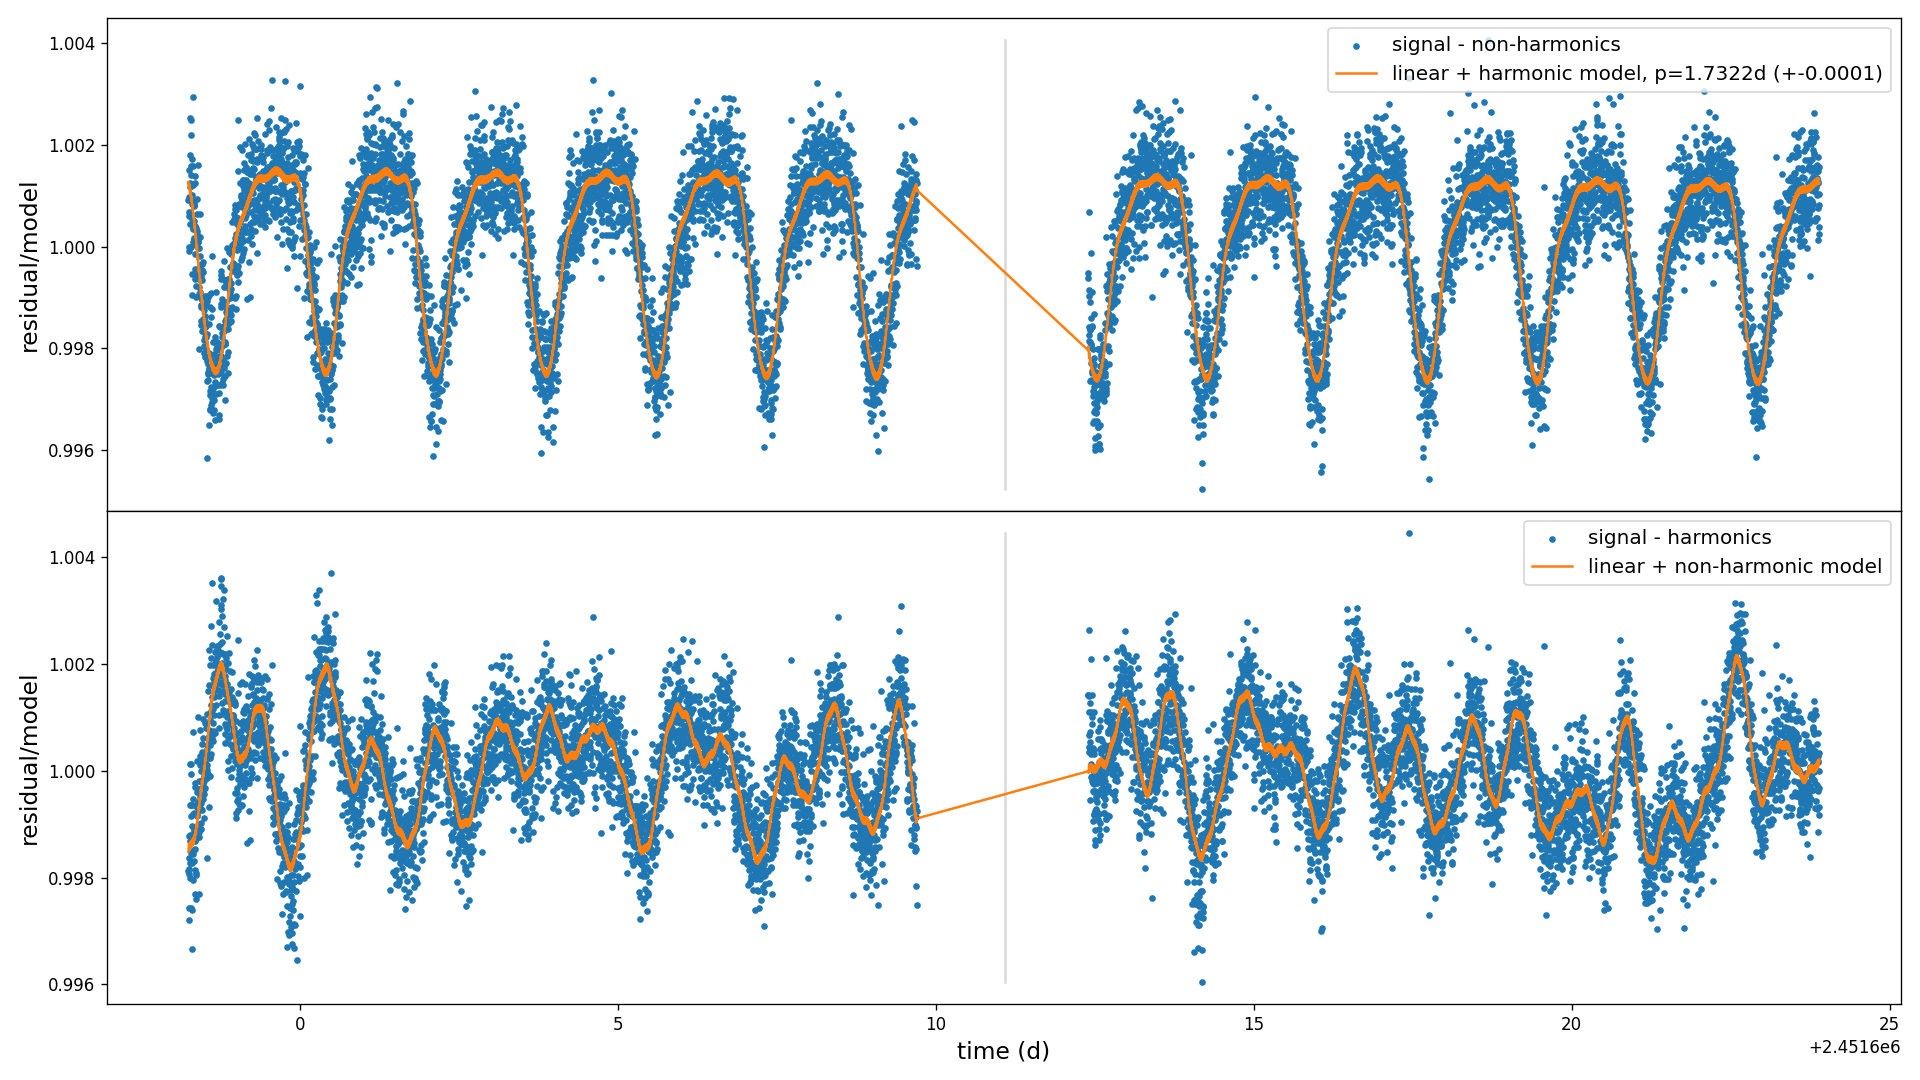 1.004
1.002
1.000
0.998
0.996
residual/model
signal - non-harmonics
linear + harmonic model, p=1.7322d (+-0.0001)
1.004
1.002
1.000
0.998
0.996
residual/model
signal - harmonics
linear + non-harmonic model
0 5 10 15 20 25
time (d)
+2.4516e6